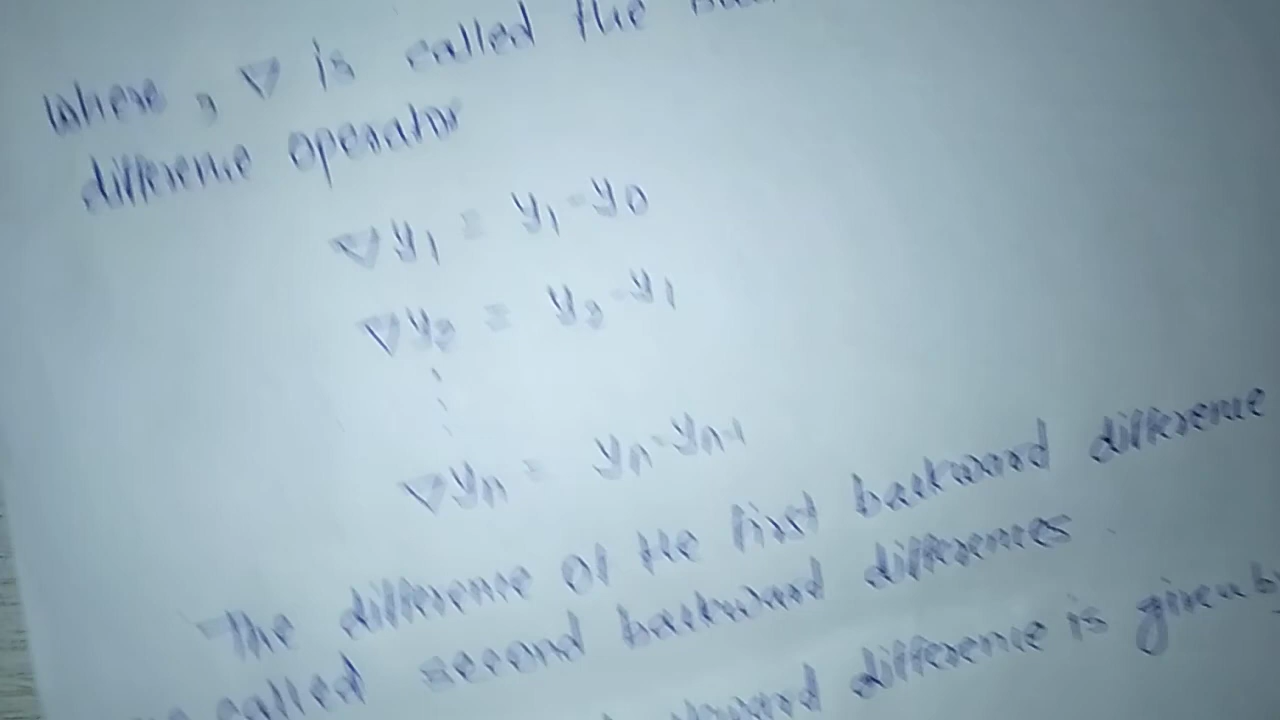 where, ∇ is called the
difference operator
∇y1 = y1-y0
∇y2 = y2-y1
∇yn = yn-yn-1
The difference of the first backward difference
called second backward differences.
difference is given by